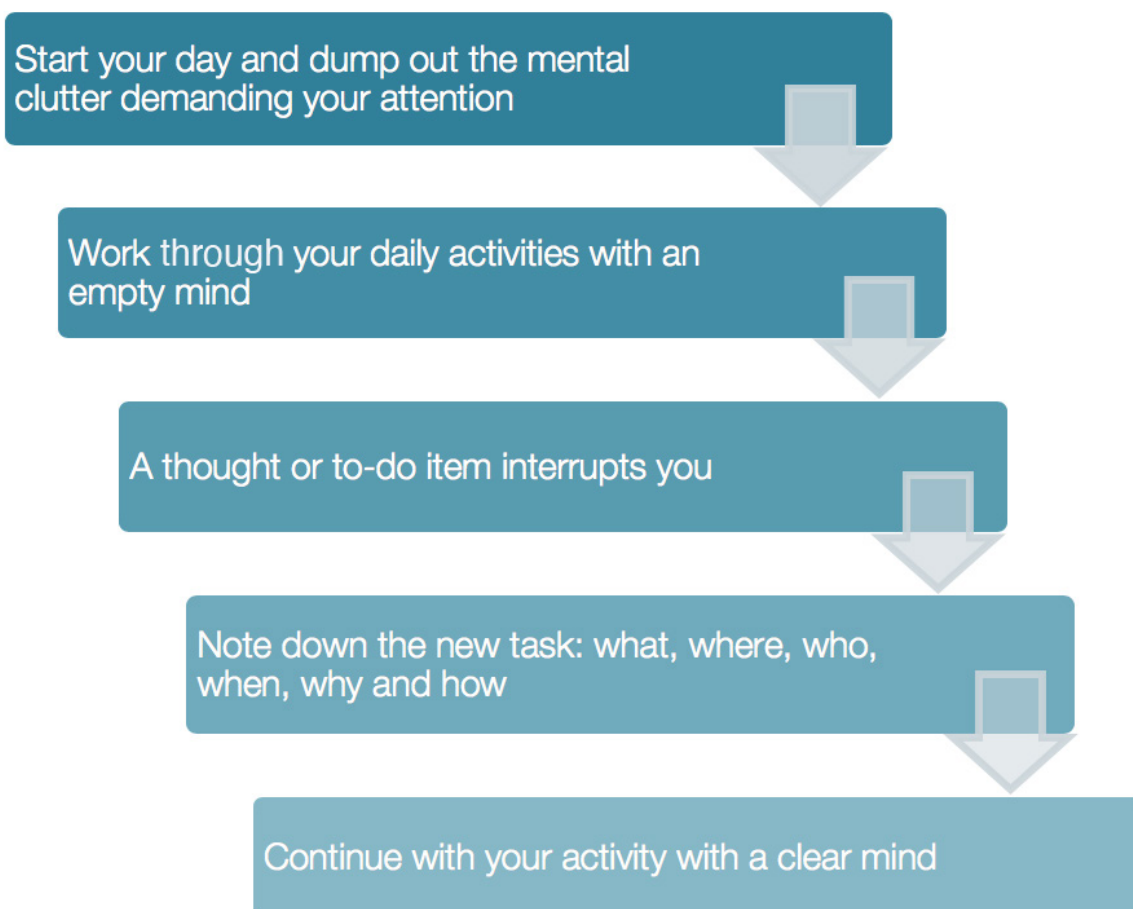 Start your day and dump out the mental
clutter demanding your attention
Work through your daily activities with an
empty mind
A thought or to-do item interrupts you
Note down the new task: what, where, who,
when, why and how
Continue with your activity with a clear mind